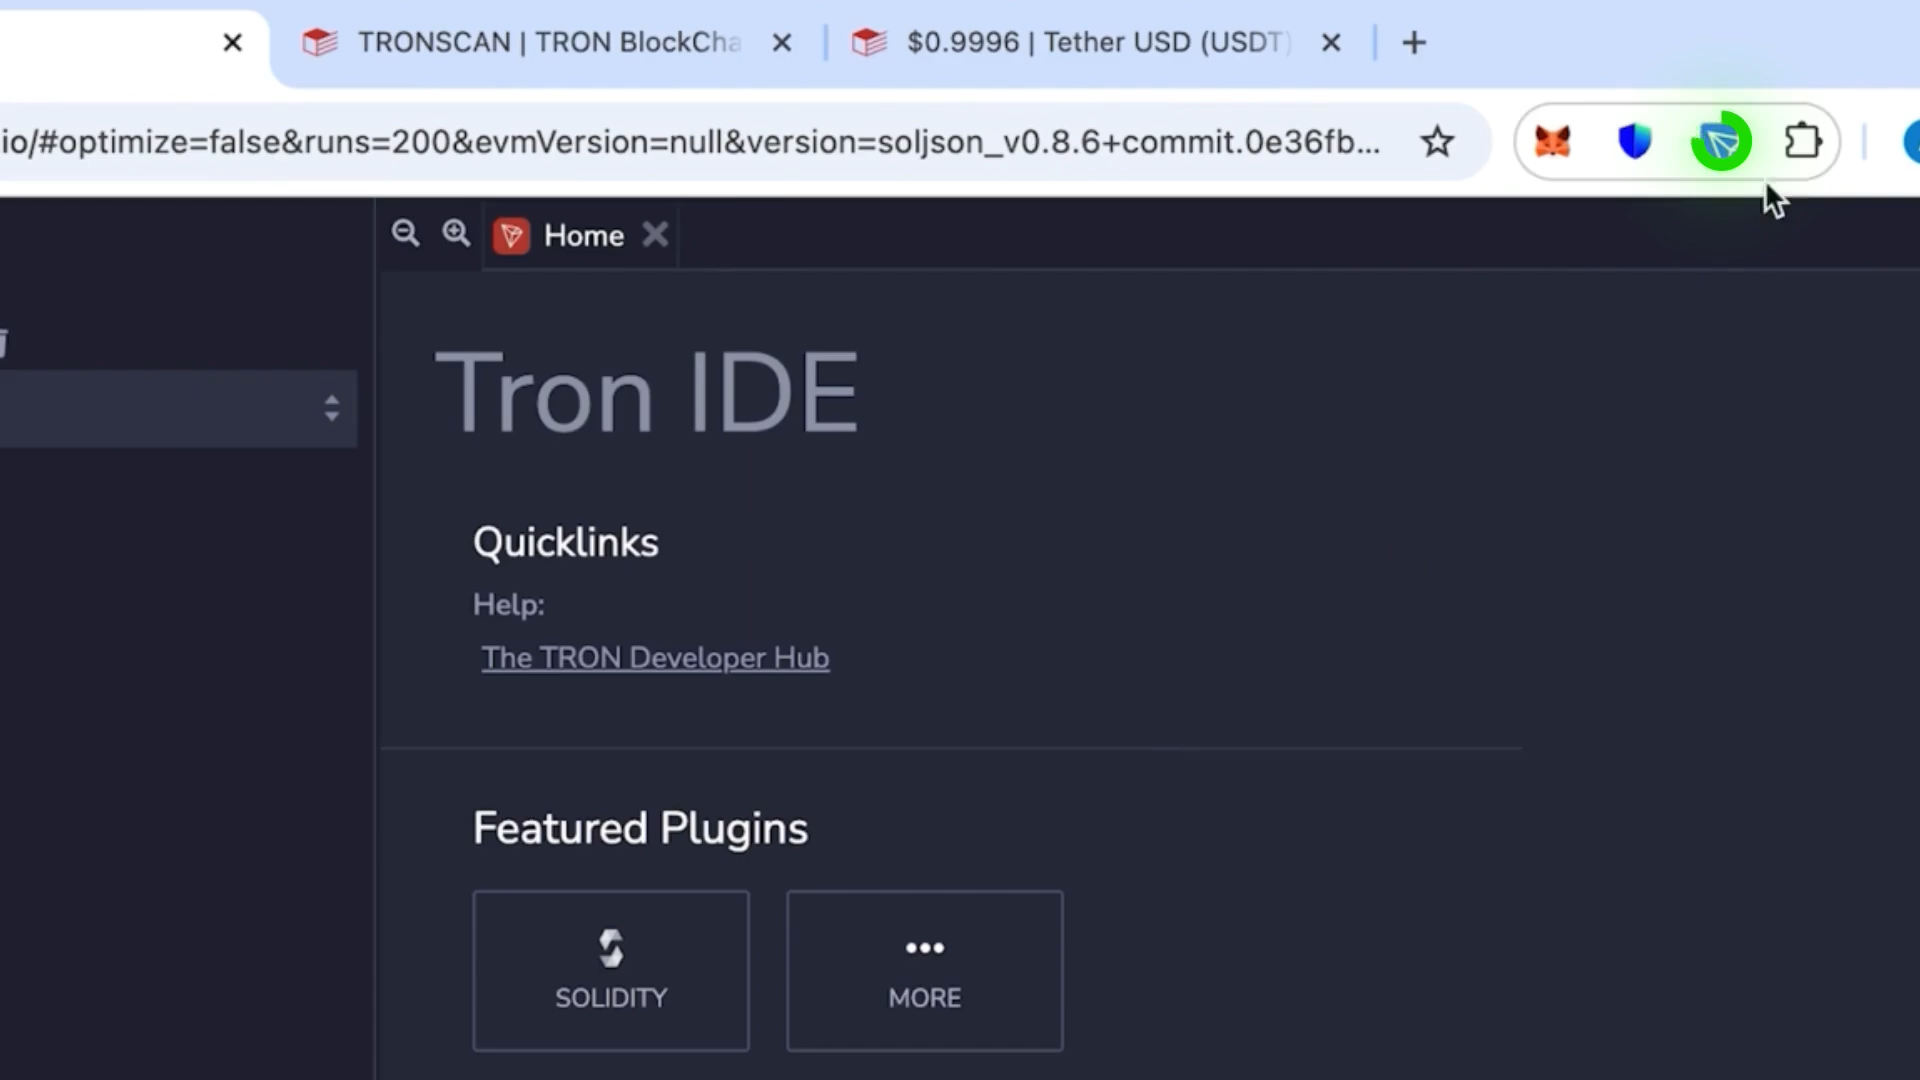 TRONSCAN | TRON BlockCha
$0.9996 | Tether USD (USDT)
io/#optimize=false&runs=200&evmVersion=null&version=soljson_v0.8.6+commit.0e36fb...
Home
Tron IDE
Quicklinks
Help:
The TRON Developer Hub
Featured Plugins
SOLIDITY
MORE